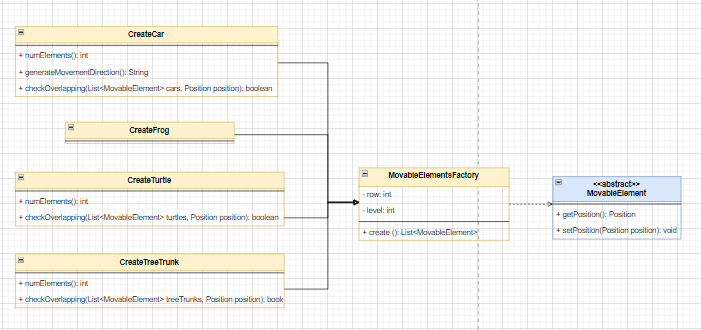 CreateCar
+ numElements(): int
+ generateMovementDirection(): String
+ checkOverlapping(List<MovableElement> cars, Position position): boolean
CreateFrog
CreateTurtle
+ numElements(): int
+ checkOverlapping(List<MovableElement> turtles, Position position): boolean
CreateTreeTrunk
+ numElements(): int
+ checkOverlapping(List<MovableElement> treeTrunks, Position position): boole
MovableElementsFactory
- row: int
- level: int
+ create (): List<MovableElement>
<<abstract>>
MovableElement
+ getPosition(): Position
+ setPosition(Position position): void